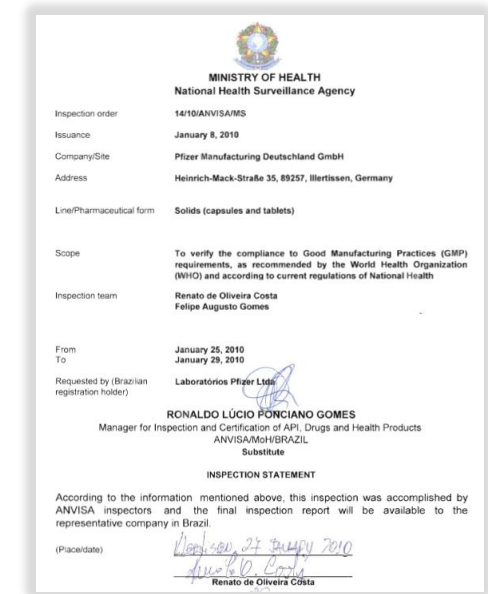 MINISTRY OF HEALTH
National Health Surveillance Agency
Inspection order 14/10/ANVISA/MS
Issuance January 8, 2010
Company/Site Pfizer Manufacturing Deutschland GmbH
Address Heinrich-Mack-Straße 35, 89257, Illertissen, Germany
Line/Pharmaceutical form Solids (capsules and tablets)
Scope To verify the compliance to Good Manufacturing Practices (GMP)
requirements, as recommended by the World Health Organization
(WHO) and according to current regulations of National Health
Inspection team Renato de Oliveira Costa
Felipe Augusto Gomes
From January 25, 2010
To January 29, 2010
Requested by (Brazilian Laboratórios Pfizer Ltda
registration holder)
RONALDO LÚCIO PONCIANO GOMES
Manager for Inspection and Certification of API, Drugs and Health Products
ANVISA/MoH/BRAZIL
Substitute
INSPECTION STATEMENT
According to the information mentioned above, this inspection was accomplished by
ANVISA inspectors and the final inspection report will be available to the
representative company in Brazil.
(Place/date) 2010
Renato de Oliveira Costa